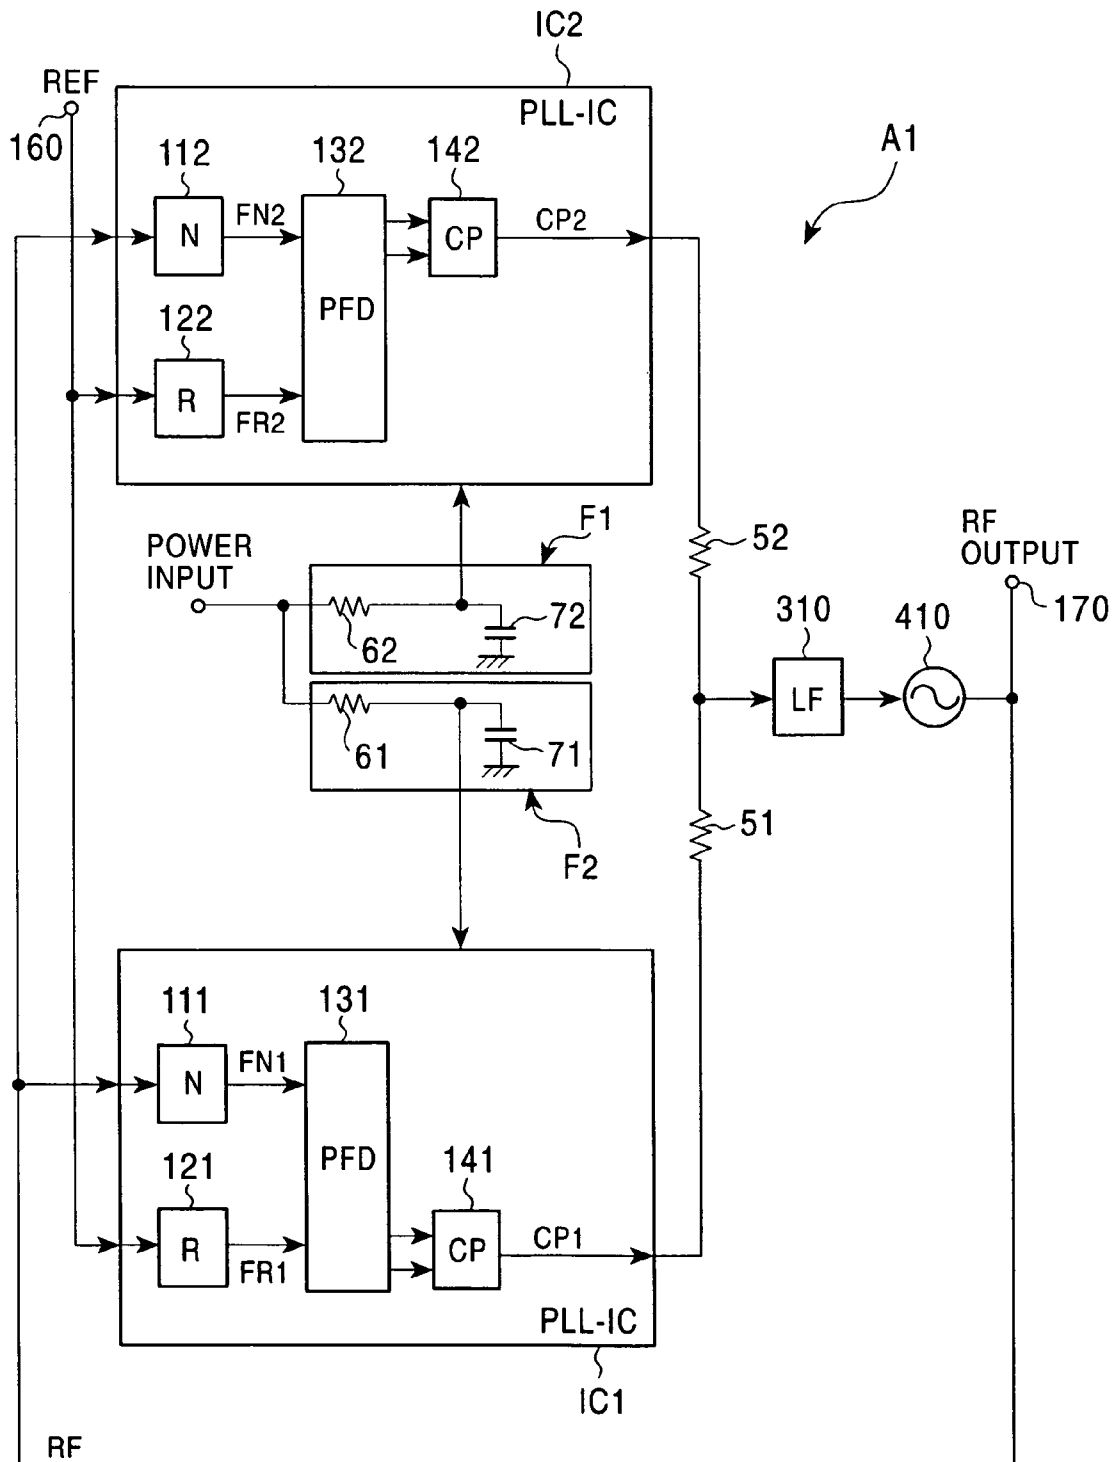 IC2
REF
160
PLL-IC
A1
112
132
142
N
FN2
CP
CP2
PFD
122
R
FR2
F1
POWER
INPUT
62
72
52
RF
OUTPUT
170
310
410
LF
61
71
F2
51
111
131
N
FN1
PFD
121
141
R
FR1
CP
CP1
PLL-IC
IC1
RF